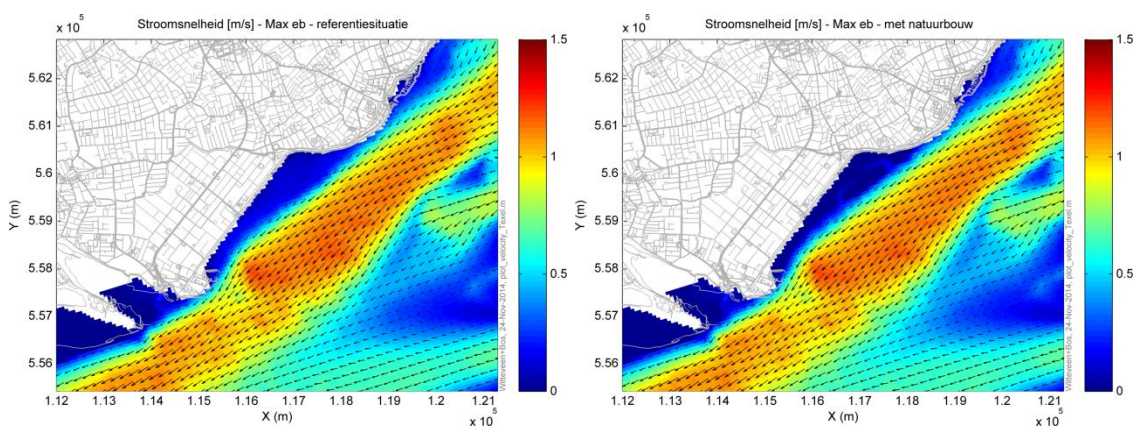 Stroomsnelheid [m/s] - Max eb - referentiesituatie
x 10 5
5.62
5.61
5.6
5.59
5.58
5.57
5.56
Y (m)
1.12 1.13 1.14 1.15 1.16 1.17 1.18 1.19 1.2 1.21
X (m)
x 10 5
1.5
1
0.5
0
Witteveen+Bos, 24-Nov-2014, plot_velocity_Texel.m
Stroomsnelheid [m/s] - Max eb - met natuurbouw
x 10 5
5.62
5.61
5.6
5.59
5.58
5.57
5.56
Y (m)
1.12 1.13 1.14 1.15 1.16 1.17 1.18 1.19 1.2 1.21
X (m)
x 10 5
1.5
1
0.5
0
Witteveen+Bos, 24-Nov-2014, plot_velocity_Texel.m